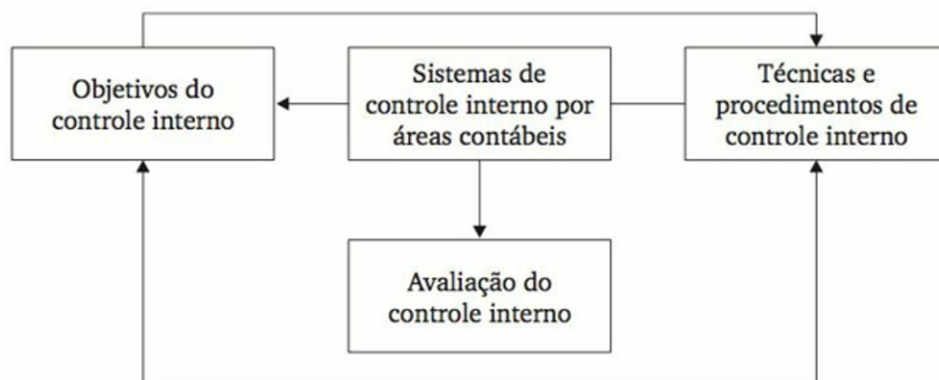 Objetivos do
controle interno
Sistemas de
controle interno por
áreas contábeis
Técnicas e
procedimentos de
controle interno
Avaliação do
controle interno